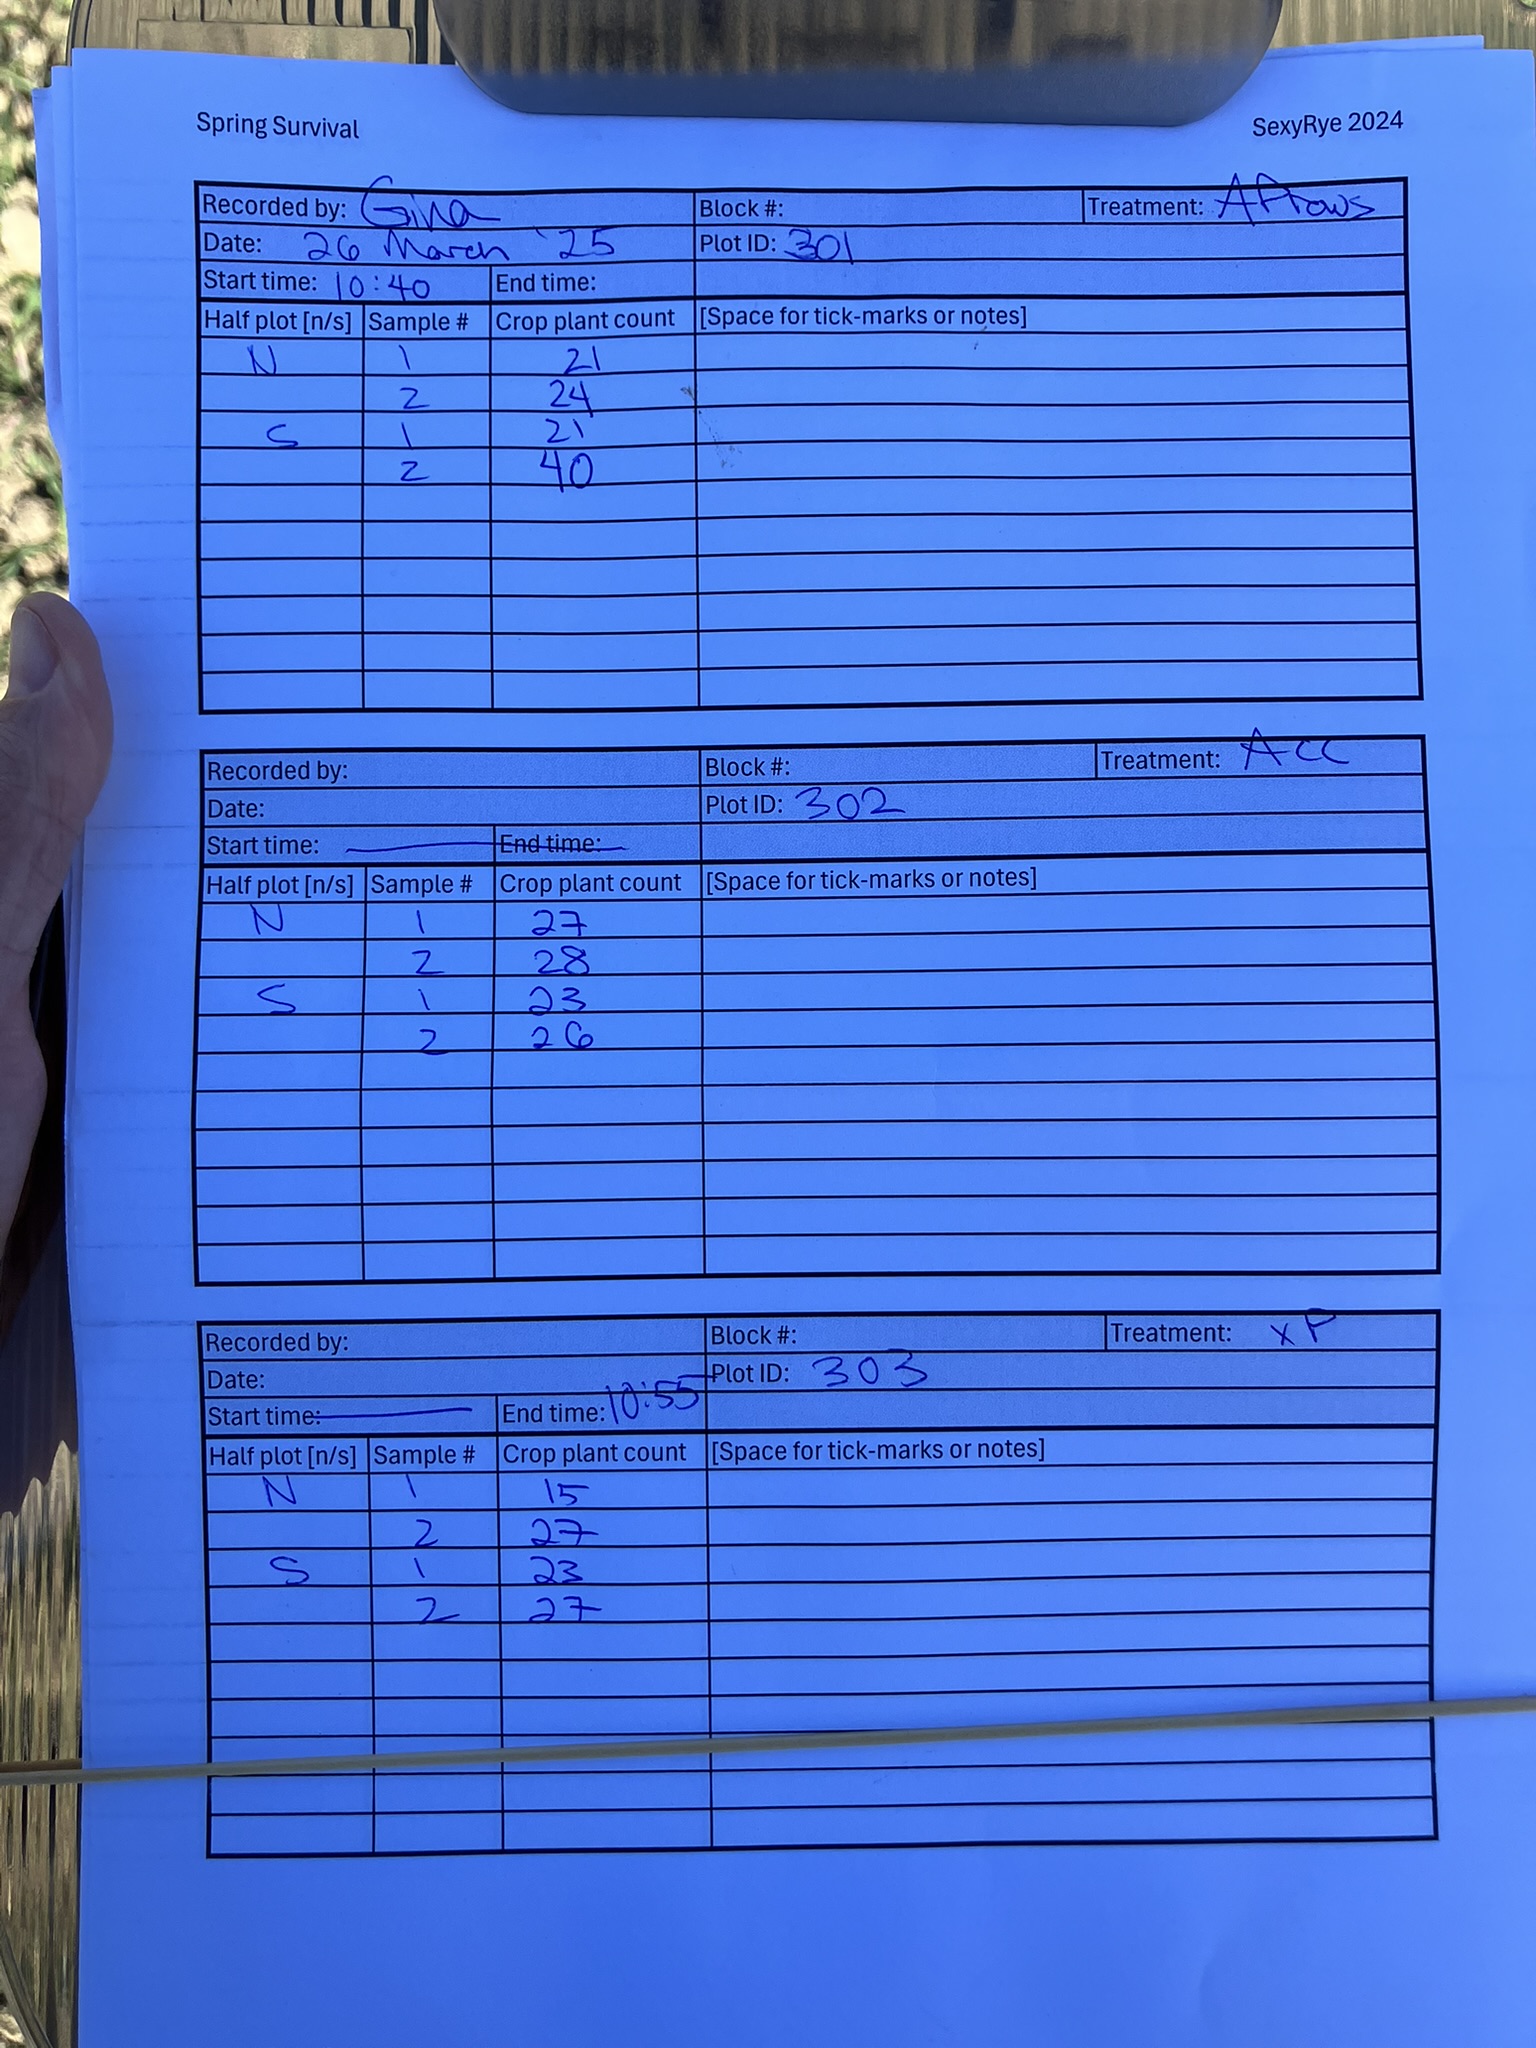 Spring Survival SexyRye 2024
Recorded by: Gina Block #: Treatment:
Date: 26 March '25 Plot ID: 301
Start time: 10:40 End time:
Half plot [n/s] Sample # Crop plant count [Space for tick-marks or notes]
N 1 21
2 24
S 1 21
2 40
Recorded by: Block #: Treatment: Acc
Date: Plot ID: 302
Start time: End time:
Half plot [n/s] Sample # Crop plant count [Space for tick-marks or notes]
N 1 27
2 28
S 1 23
2 26
Recorded by: Block #: Treatment: xP
Date: Plot ID: 303
Start time: End time: 10:55
Half plot [n/s] Sample # Crop plant count [Space for tick-marks or notes]
N 1 15
2 27
S 1 23
2 27